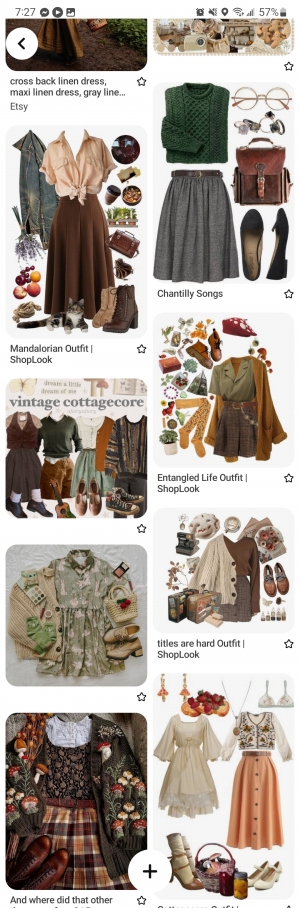 7:27
57%
cross back linen dress,
maxi linen dress, gray line...
Etsy
Chantilly Songs
Mandalorian Outfit |
ShopLook
dream a little
dream of me
vintage cottagecore
Entangled Life Outfit |
ShopLook
titles are hard Outfit |
ShopLook
And where did that other